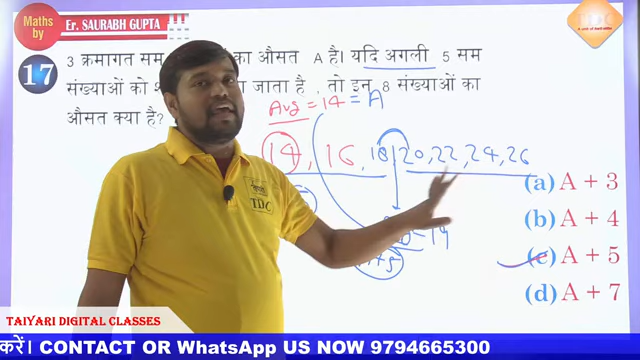 Maths by
Er. SAURABH GUPTA
TDC
17
3 क्रमागत सम का औसत A है। यदि अगली 5 सम
संख्याओं को जाता है , तो इन 8 संख्याओं का
औसत क्या है?
Avg = 14 = A
14, 16, 18 20, 22, 24, 26
19
(a) A + 3
(b) A + 4
(c) A + 5
(d) A + 7
TDC
TAIYARI DIGITAL CLASSES
करें। CONTACT OR WhatsApp US NOW 9794665300